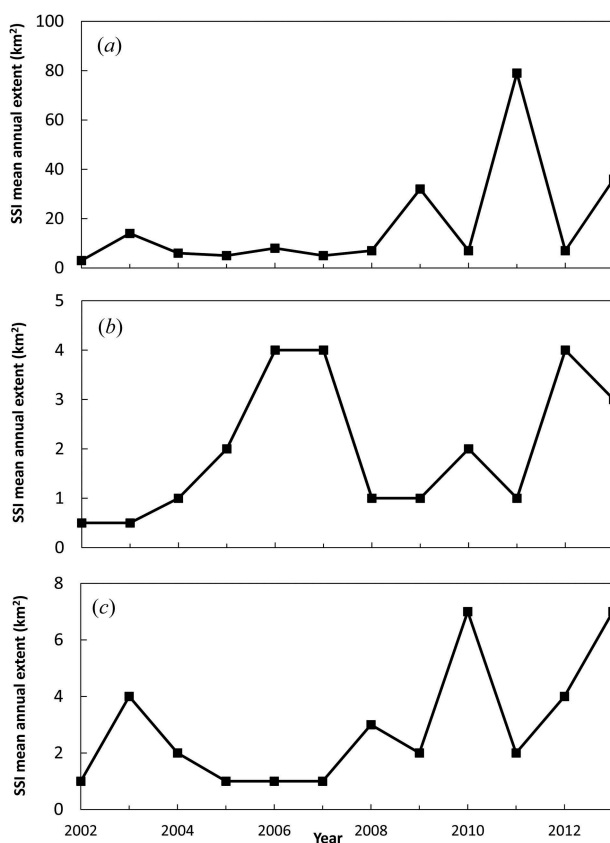 100
(a)
80
60
40
20
0
SSI mean annual extent (km²)
5
(b)
4
3
2
1
0
SSI mean annual extent (km²)
8
(c)
6
4
2
0
SSI mean annual extent (km²)
2002 2004 2006 2008 2010 2012
Year